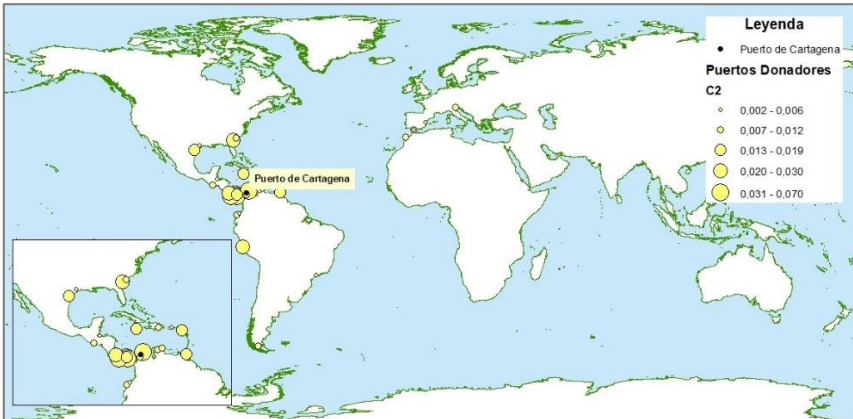 Leyenda
Puerto de Cartagena
Puertos Donadores
C2
0,002 - 0,006
0,007 - 0,012
0,013 - 0,019
0,020 - 0,030
0,031 - 0,070
Puerto de Cartagena